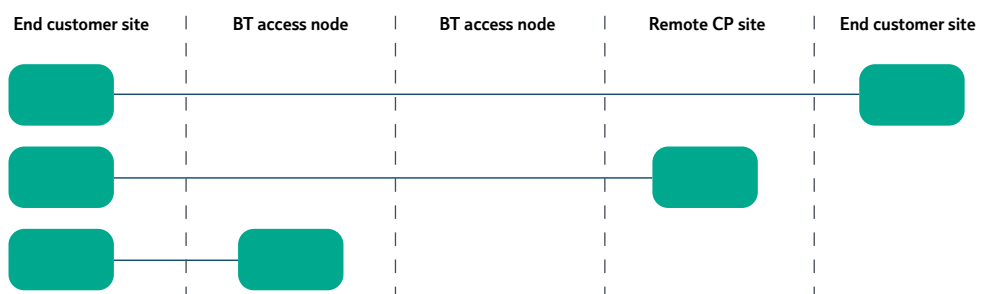 End customer site
BT access node
BT access node
Remote CP site
End customer site